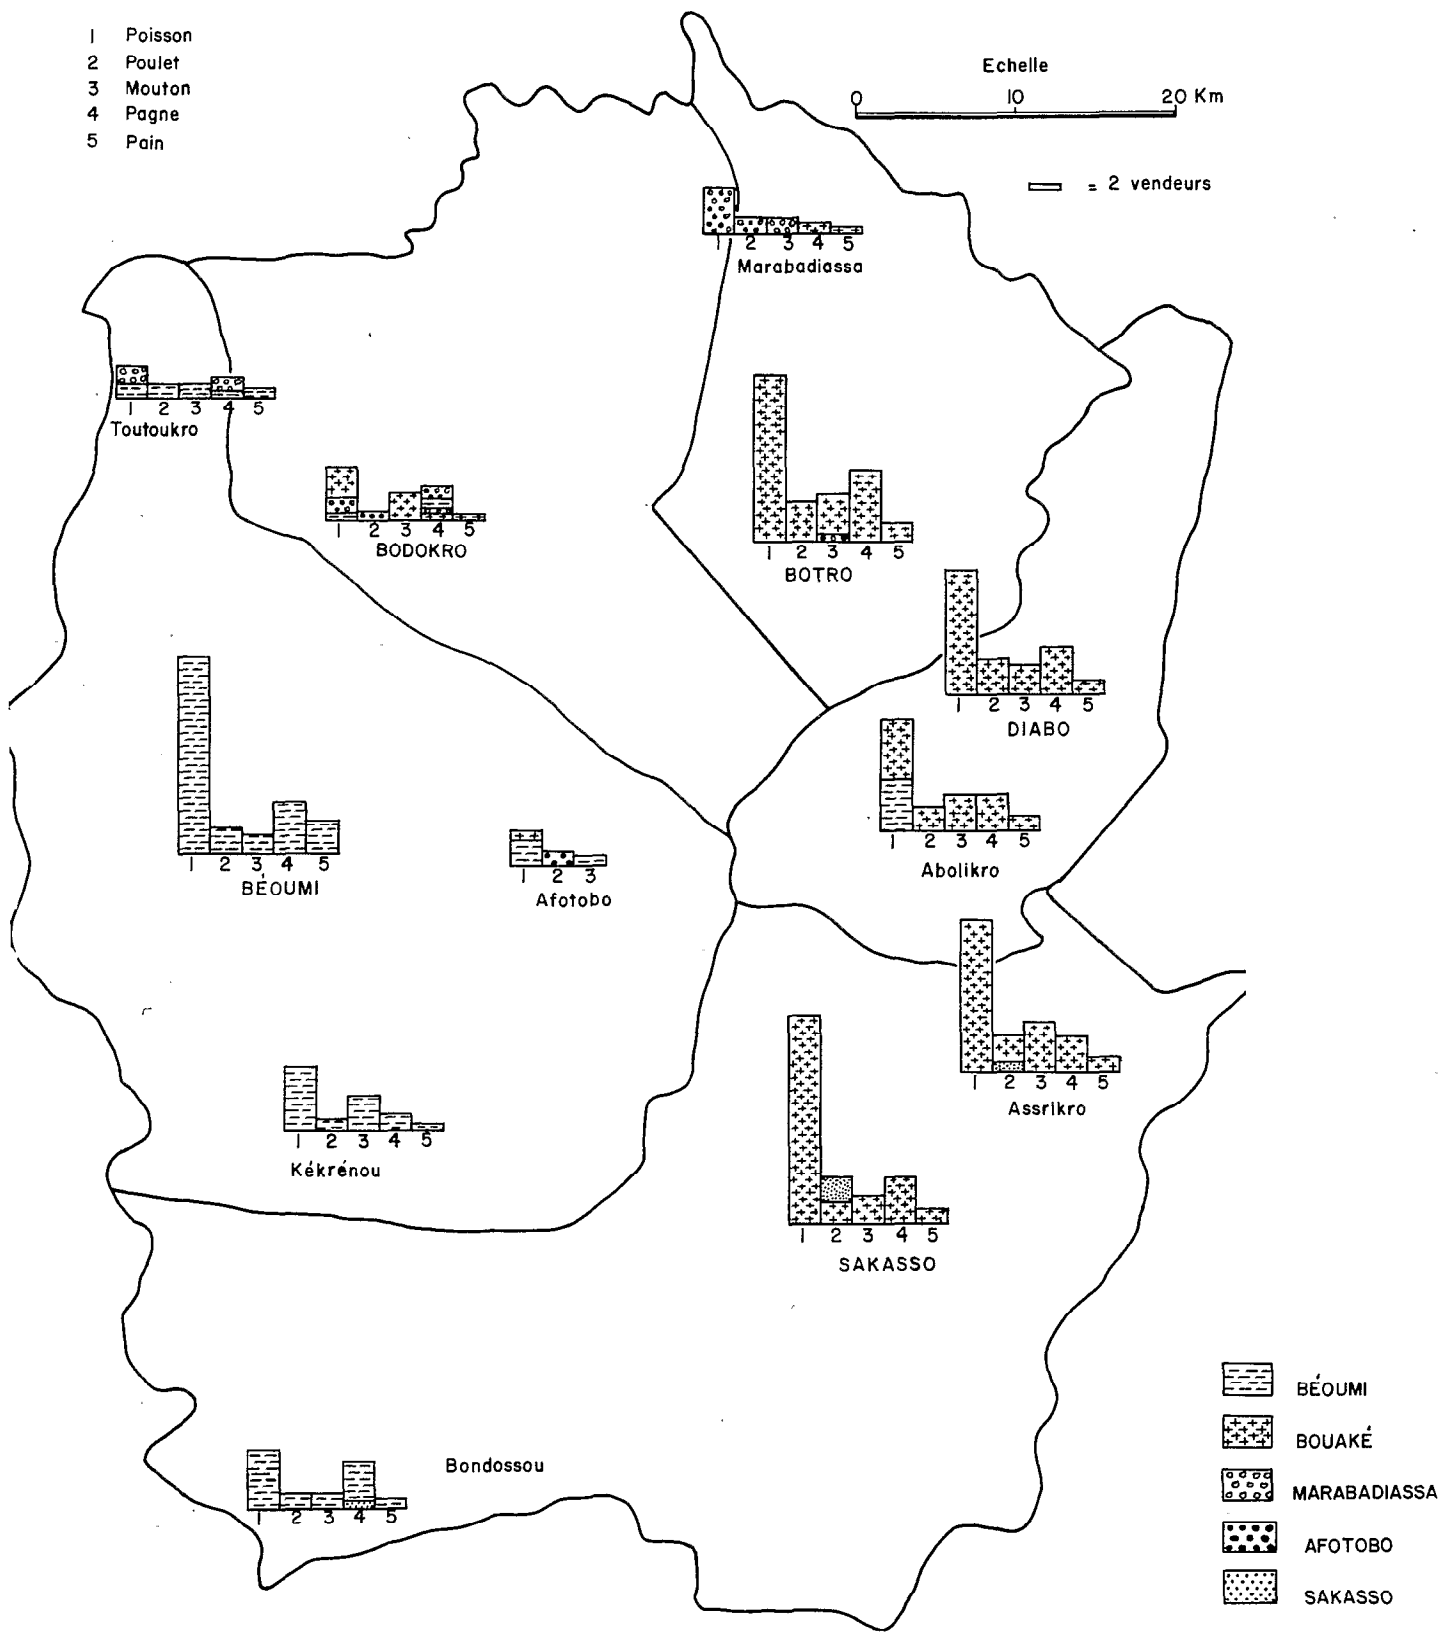 1 Poisson
2 Poulet
3 Mouton
4 Pagne
5 Pain
Echelle
0 10 20 Km
= 2 vendeurs
1 2 3 4 5
Marabadiassa
1 2 3 4 5
Toutoukro
1 2 3 4 5
BODOKRO
1 2 3 4 5
BOTRO
1 2 3 4 5
DIABO
1 2 3 4 5
BÉOUMI
1 2 3
Afotobo
1 2 3 4 5
Abolikro
1 2 3 4 5
Assrikro
1 2 3 4 5
Kékrénou
1 2 3 4 5
SAKASSO
1 2 3 4 5
Bondossou
BÉOUMI
BOUAKÉ
MARABADIASSA
AFOTOBO
SAKASSO